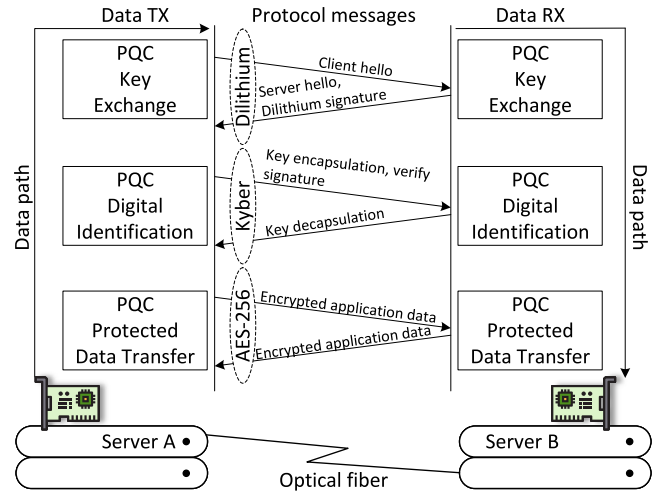 Data TX
Protocol messages
Data RX
PQC
Key
Exchange
Dilithium
Client hello
Server hello,
Dilithium signature
PQC
Key
Exchange
Data path
PQC
Digital
Identification
Kyber
Key encapsulation, verify
signature
Key decapsulation
PQC
Digital
Identification
Data path
PQC
Protected
Data Transfer
AES-256
Encrypted application data
Encrypted application data
PQC
Protected
Data Transfer
Server A
Server B
Optical fiber